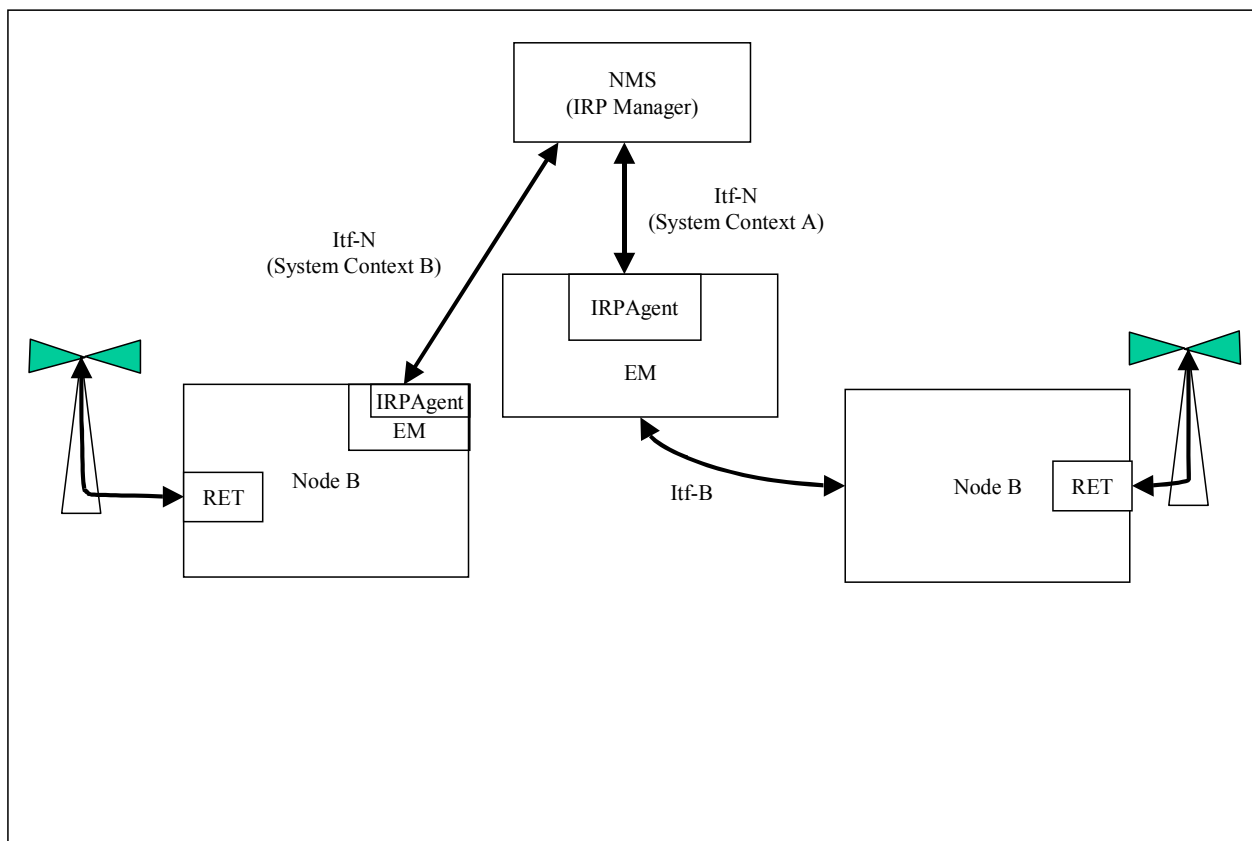 NMS
(IRP Manager)
Itf-N
(System Context A)
Itf-N
(System Context B)
IRPAgent
EM
IRPAgent
EM
Node B
RET
Itf-B
Node B
RET